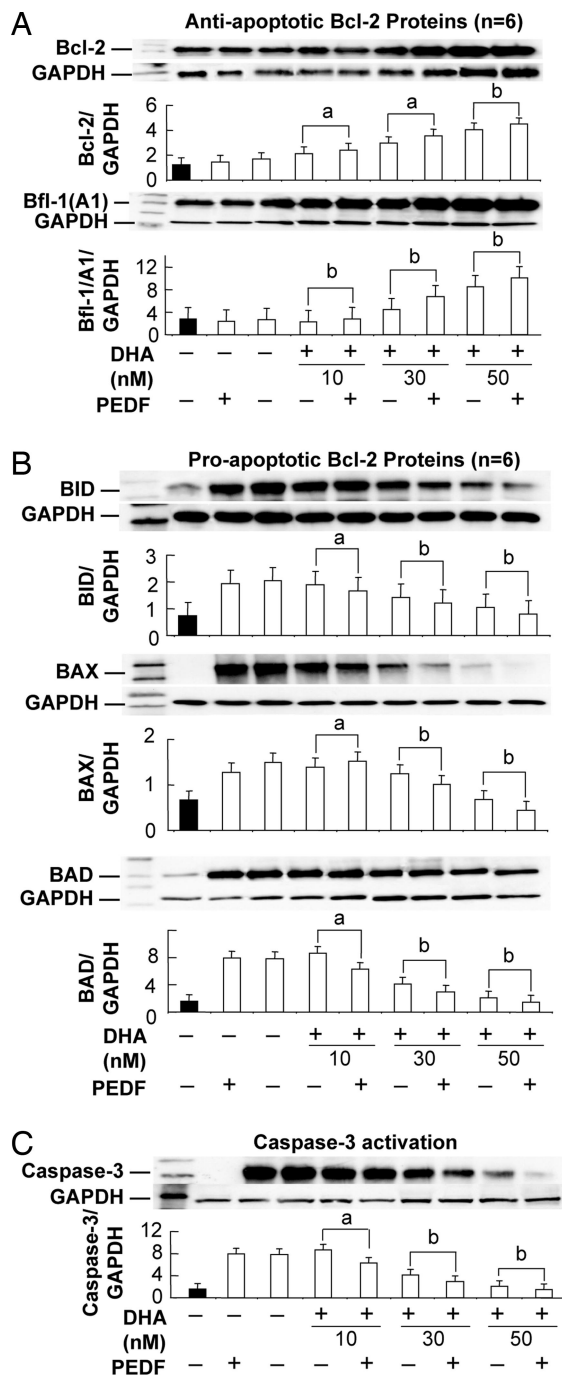 A
Anti-apoptotic Bcl-2 Proteins (n=6)
Bcl-2
GAPDH
Bcl-2/
GAPDH
6
4
2
0
a
a
b
Bfl-1(A1)
GAPDH
Bfl-1/A1/
GAPDH
12
8
4
0
b
b
b
DHA − − − + + + + + +
(nM) 10 30 50
PEDF − + − − + − + − +
B
Pro-apoptotic Bcl-2 Proteins (n=6)
BID
GAPDH
BID/
GAPDH
3
2
1
0
a
b
b
BAX
GAPDH
BAX/
GAPDH
2
1
0
a
b
b
BAD
GAPDH
BAD/
GAPDH
8
4
0
a
b
b
DHA − − − + + + + + +
(nM) 10 30 50
PEDF − + − − + − + − +
C
Caspase-3 activation
Caspase-3
GAPDH
Caspase-3/
GAPDH
12
8
4
0
a
b
b
DHA − − − + + + + + +
(nM) 10 30 50
PEDF − + − − + − + − +